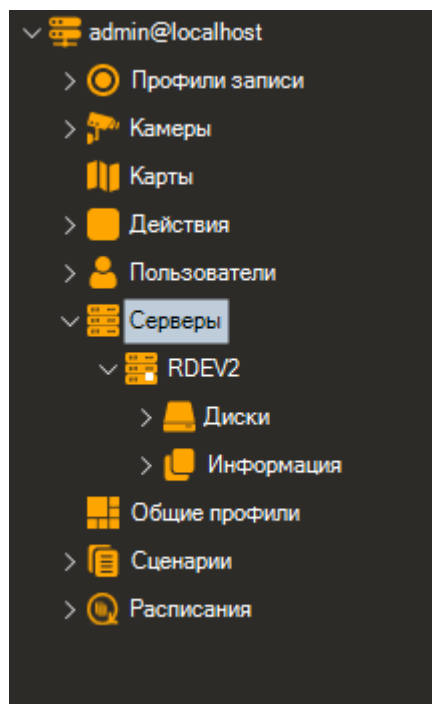 admin@localhost
Профили записи
Камеры
Карты
Действия
Пользователи
Серверы
RDEV2
Диски
Информация
Общие профили
Сценарии
Расписания